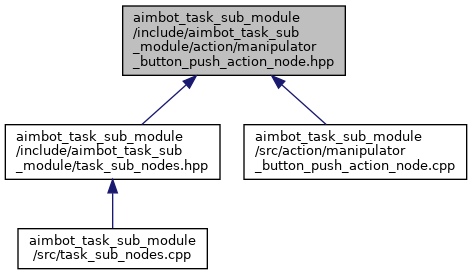 aimbot_task_sub_module
/include/aimbot_task_sub
_module/action/manipulator
_button_push_action_node.hpp
aimbot_task_sub_module
/include/aimbot_task_sub
_module/task_sub_nodes.hpp
aimbot_task_sub_module
/src/action/manipulator
_button_push_action_node.cpp
aimbot_task_sub_module
/src/task_sub_nodes.cpp